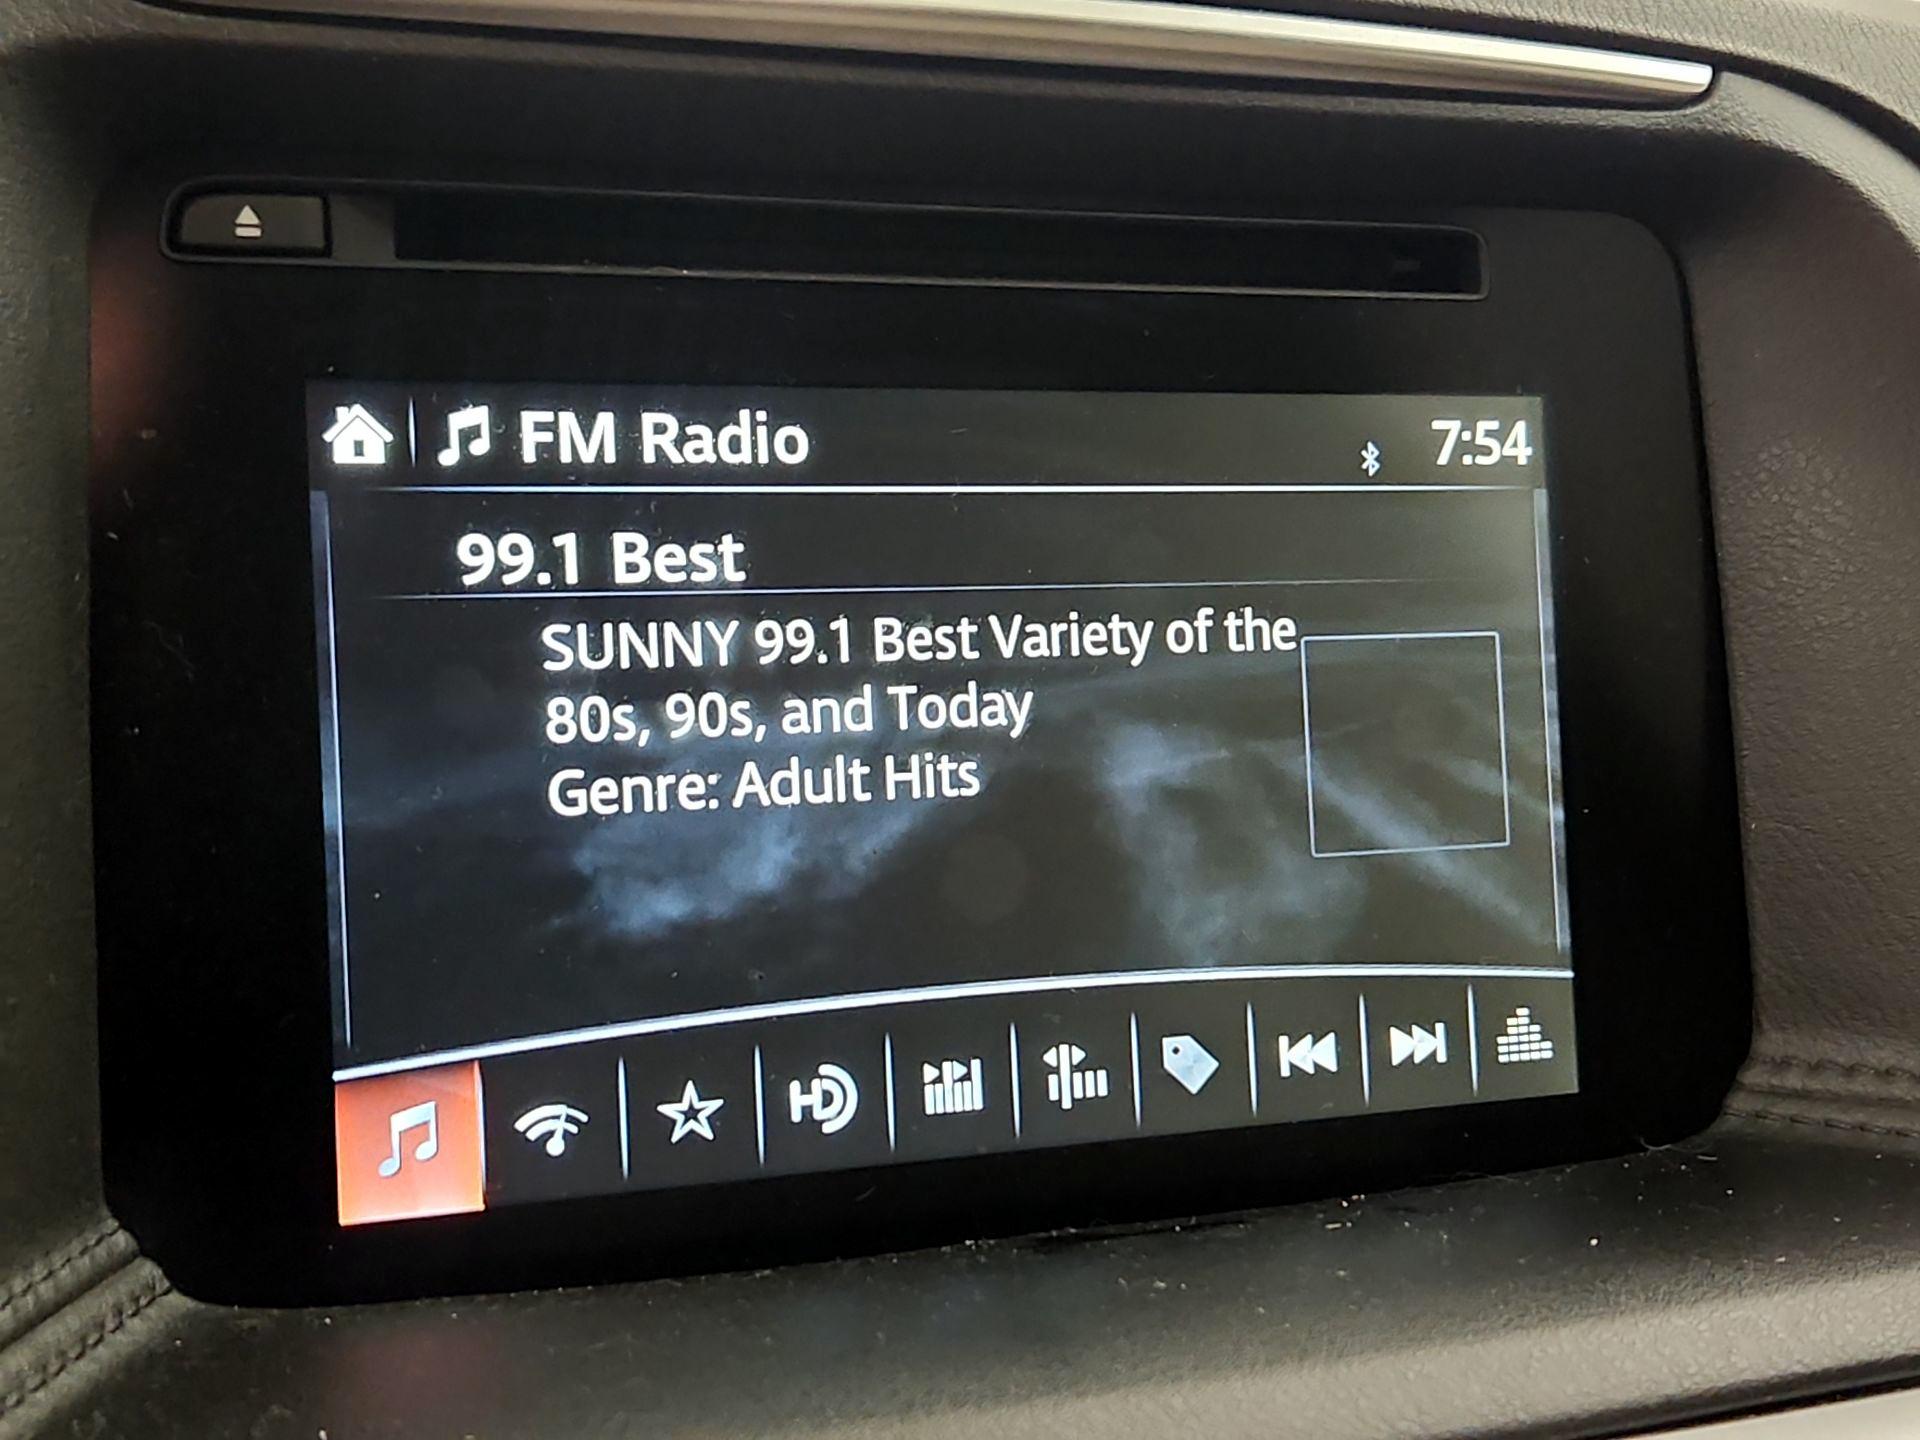 FM Radio
7:54
99.1 Best
SUNNY 99.1 Best Variety of the
80s, 90s, and Today
Genre: Adult Hits
HD